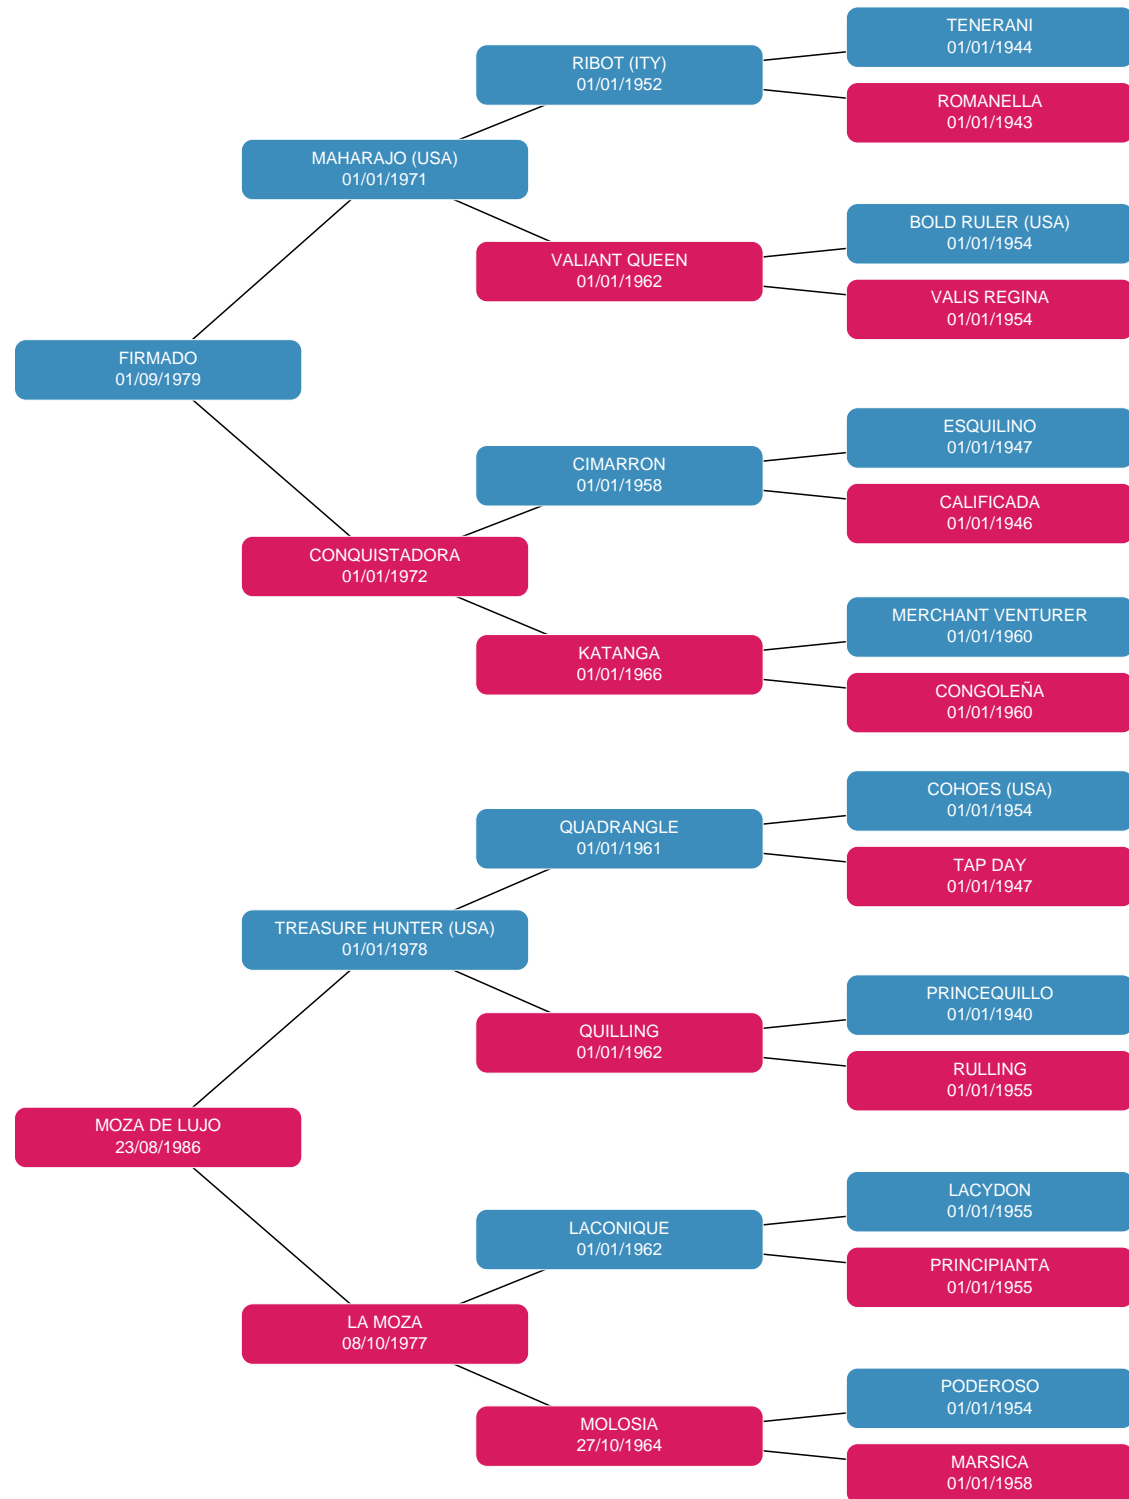 TENERANI
01/01/1944
RIBOT (ITY)
01/01/1952
ROMANELLA
01/01/1943
MAHARAJO (USA)
01/01/1971
BOLD RULER (USA)
01/01/1954
VALIANT QUEEN
01/01/1962
VALIS REGINA
01/01/1954
FIRMADO
01/09/1979
ESQUILINO
01/01/1947
CIMARRON
01/01/1958
CALIFICADA
01/01/1946
CONQUISTADORA
01/01/1972
MERCHANT VENTURER
01/01/1960
KATANGA
01/01/1966
CONGOLEÑA
01/01/1960
COHOES (USA)
01/01/1954
QUADRANGLE
01/01/1961
TAP DAY
01/01/1947
TREASURE HUNTER (USA)
01/01/1978
PRINCEQUILLO
01/01/1940
QUILLING
01/01/1962
RULLING
01/01/1955
MOZA DE LUJO
23/08/1986
LACYDON
01/01/1955
LACONIQUE
01/01/1962
PRINCIPIANTA
01/01/1955
LA MOZA
08/10/1977
PODEROSO
01/01/1954
MOLOSIA
27/10/1964
MARSICA
01/01/1958